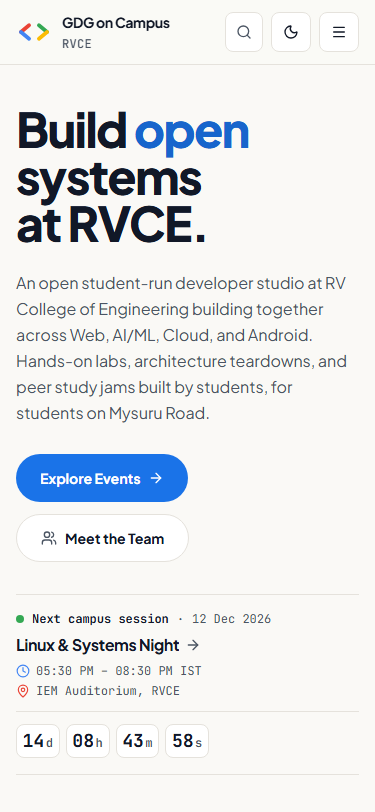 GDG on Campus
RVCE
Build open
systems
at RVCE.
An open student-run developer studio at RV
College of Engineering building together
across Web, AI/ML, Cloud, and Android.
Hands-on labs, architecture teardowns, and
peer study jams built by students, for
students on Mysuru Road.
Explore Events →
Meet the Team
Next campus session · 12 Dec 2026
Linux & Systems Night →
05:30 PM – 08:30 PM IST
IEM Auditorium, RVCE
14d 08h 43m 58s